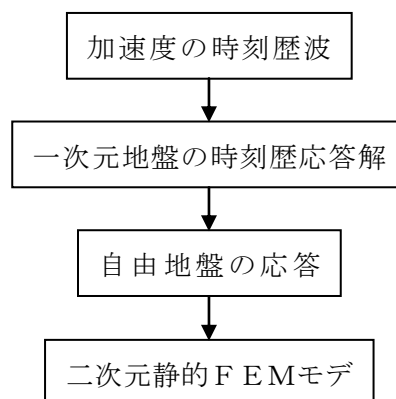 加速度の時刻歴波
一次元地盤の時刻歴応答解
自由地盤の応答
二次元静的ＦＥＭモデ